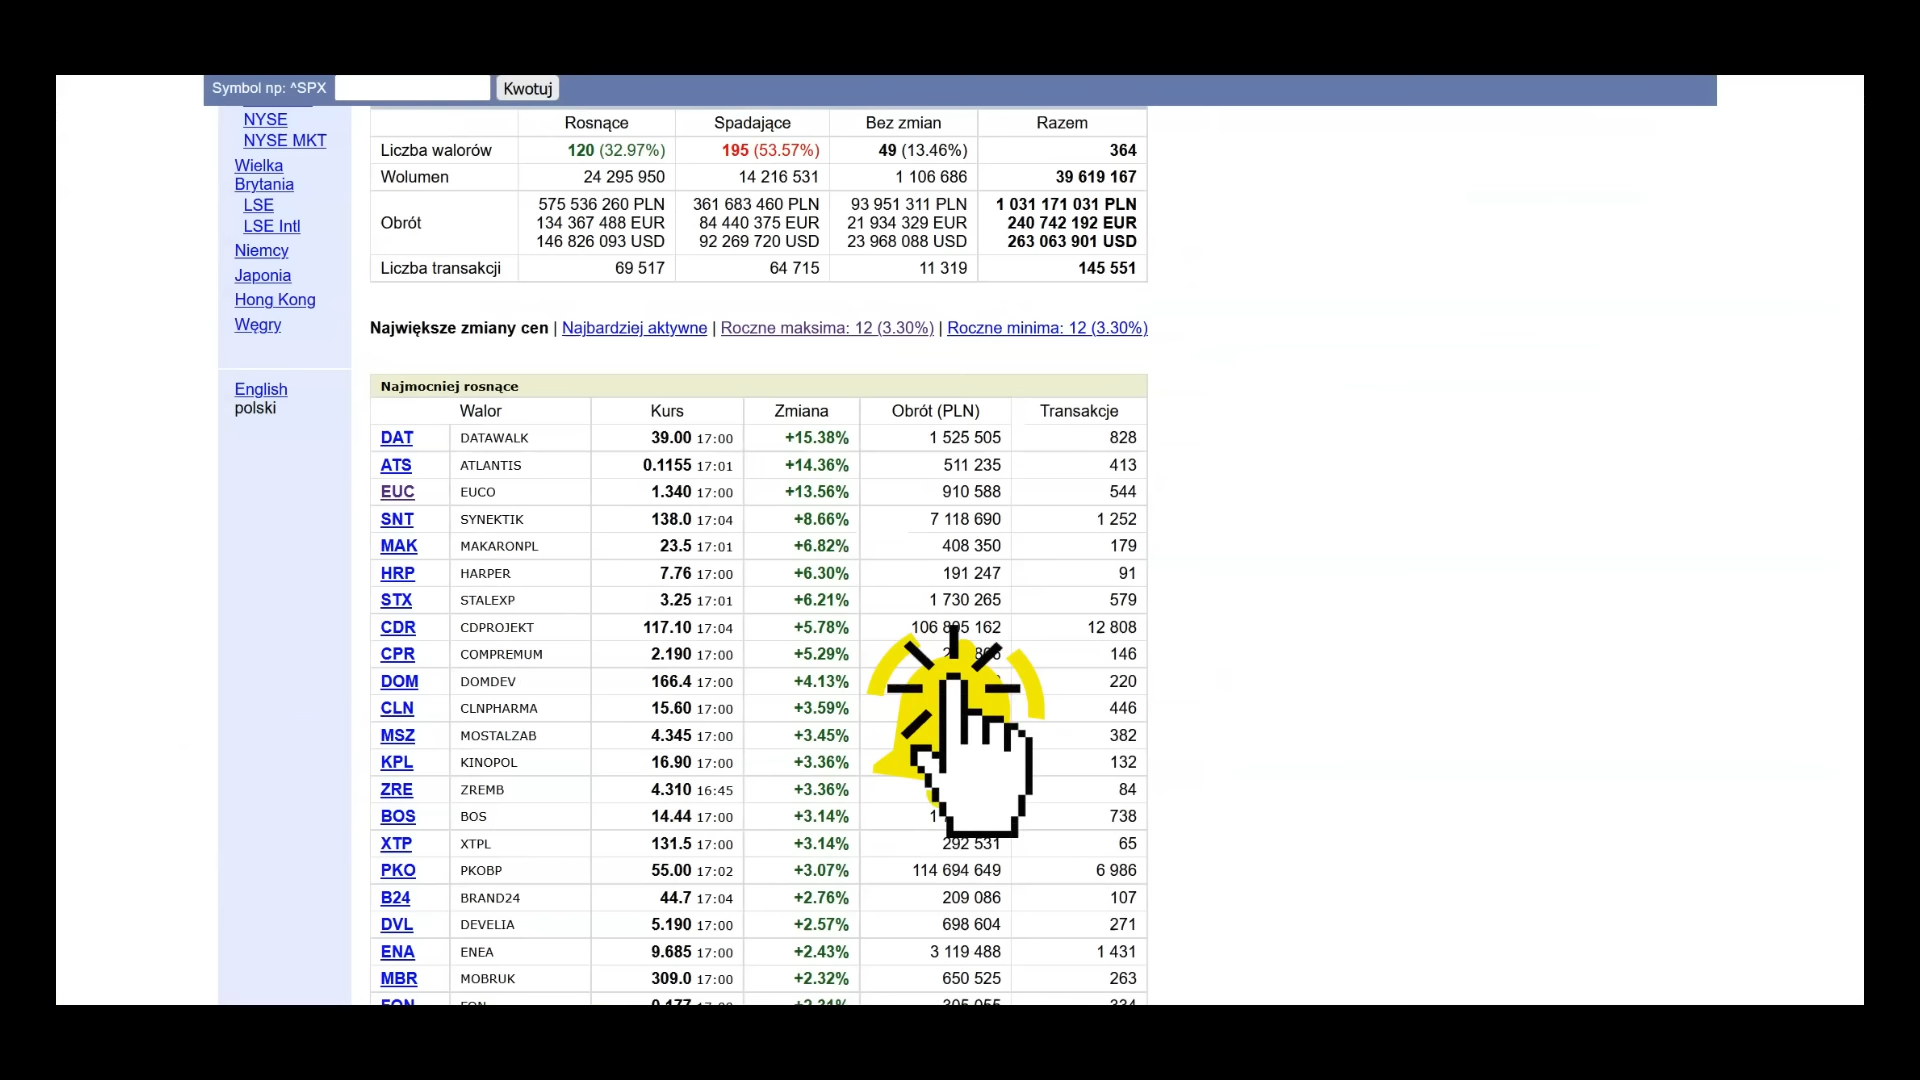 Symbol np: ^SPX Kwotuj
NYSE
NYSE MKT
Wielka
Brytania
LSE
LSE Intl
Niemcy
Japonia
Hong Kong
Węgry
English
polski
Rosnące Spadające Bez zmian Razem
Liczba walorów 120 (32.97%) 195 (53.57%) 49 (13.46%) 364
Wolumen 24 295 950 14 216 531 1 106 686 39 619 167
575 536 260 PLN 361 683 460 PLN 93 951 311 PLN 1 031 171 031 PLN
Obrót 134 367 488 EUR 84 440 375 EUR 21 934 329 EUR 240 742 192 EUR
146 826 093 USD 92 269 720 USD 23 968 088 USD 263 063 901 USD
Liczba transakcji 69 517 64 715 11 319 145 551
Największe zmiany cen | Najbardziej aktywne | Roczne maksima: 12 (3.30%) | Roczne minima: 12 (3.30%)
Najmocniej rosnące
Walor Kurs Zmiana Obrót (PLN) Transakcje
DAT DATAWALK 39.00 17:00 +15.38% 1 525 505 828
ATS ATLANTIS 0.1155 17:01 +14.36% 511 235 413
EUC EUCO 1.340 17:00 +13.56% 910 588 544
SNT SYNEKTIK 138.0 17:04 +8.66% 7 118 690 1 252
MAK MAKARONPL 23.5 17:01 +6.82% 408 350 179
HRP HARPER 7.76 17:00 +6.30% 191 247 91
STX STALEXP 3.25 17:01 +6.21% 1 730 265 579
CDR CDPROJEKT 117.10 17:04 +5.78% 106 162 12 808
CPR COMPREMUM 2.190 17:00 +5.29% 146
DOM DOMDEV 166.4 17:00 +4.13% 220
CLN CLNPHARMA 15.60 17:00 +3.59% 446
MSZ MOSTALZAB 4.345 17:00 +3.45% 382
KPL KINOPOL 16.90 17:00 +3.36% 132
ZRE ZREMB 4.310 16:45 +3.36% 84
BOS BOS 14.44 17:00 +3.14% 738
XTP XTPL 131.5 17:00 +3.14% 292 531 65
PKO PKOBP 55.00 17:02 +3.07% 114 694 649 6 986
B24 BRAND24 44.7 17:04 +2.76% 209 086 107
DVL DEVELIA 5.190 17:00 +2.57% 698 604 271
ENA ENEA 9.685 17:00 +2.43% 3 119 488 1 431
MBR MOBRUK 309.0 17:00 +2.32% 650 525 263